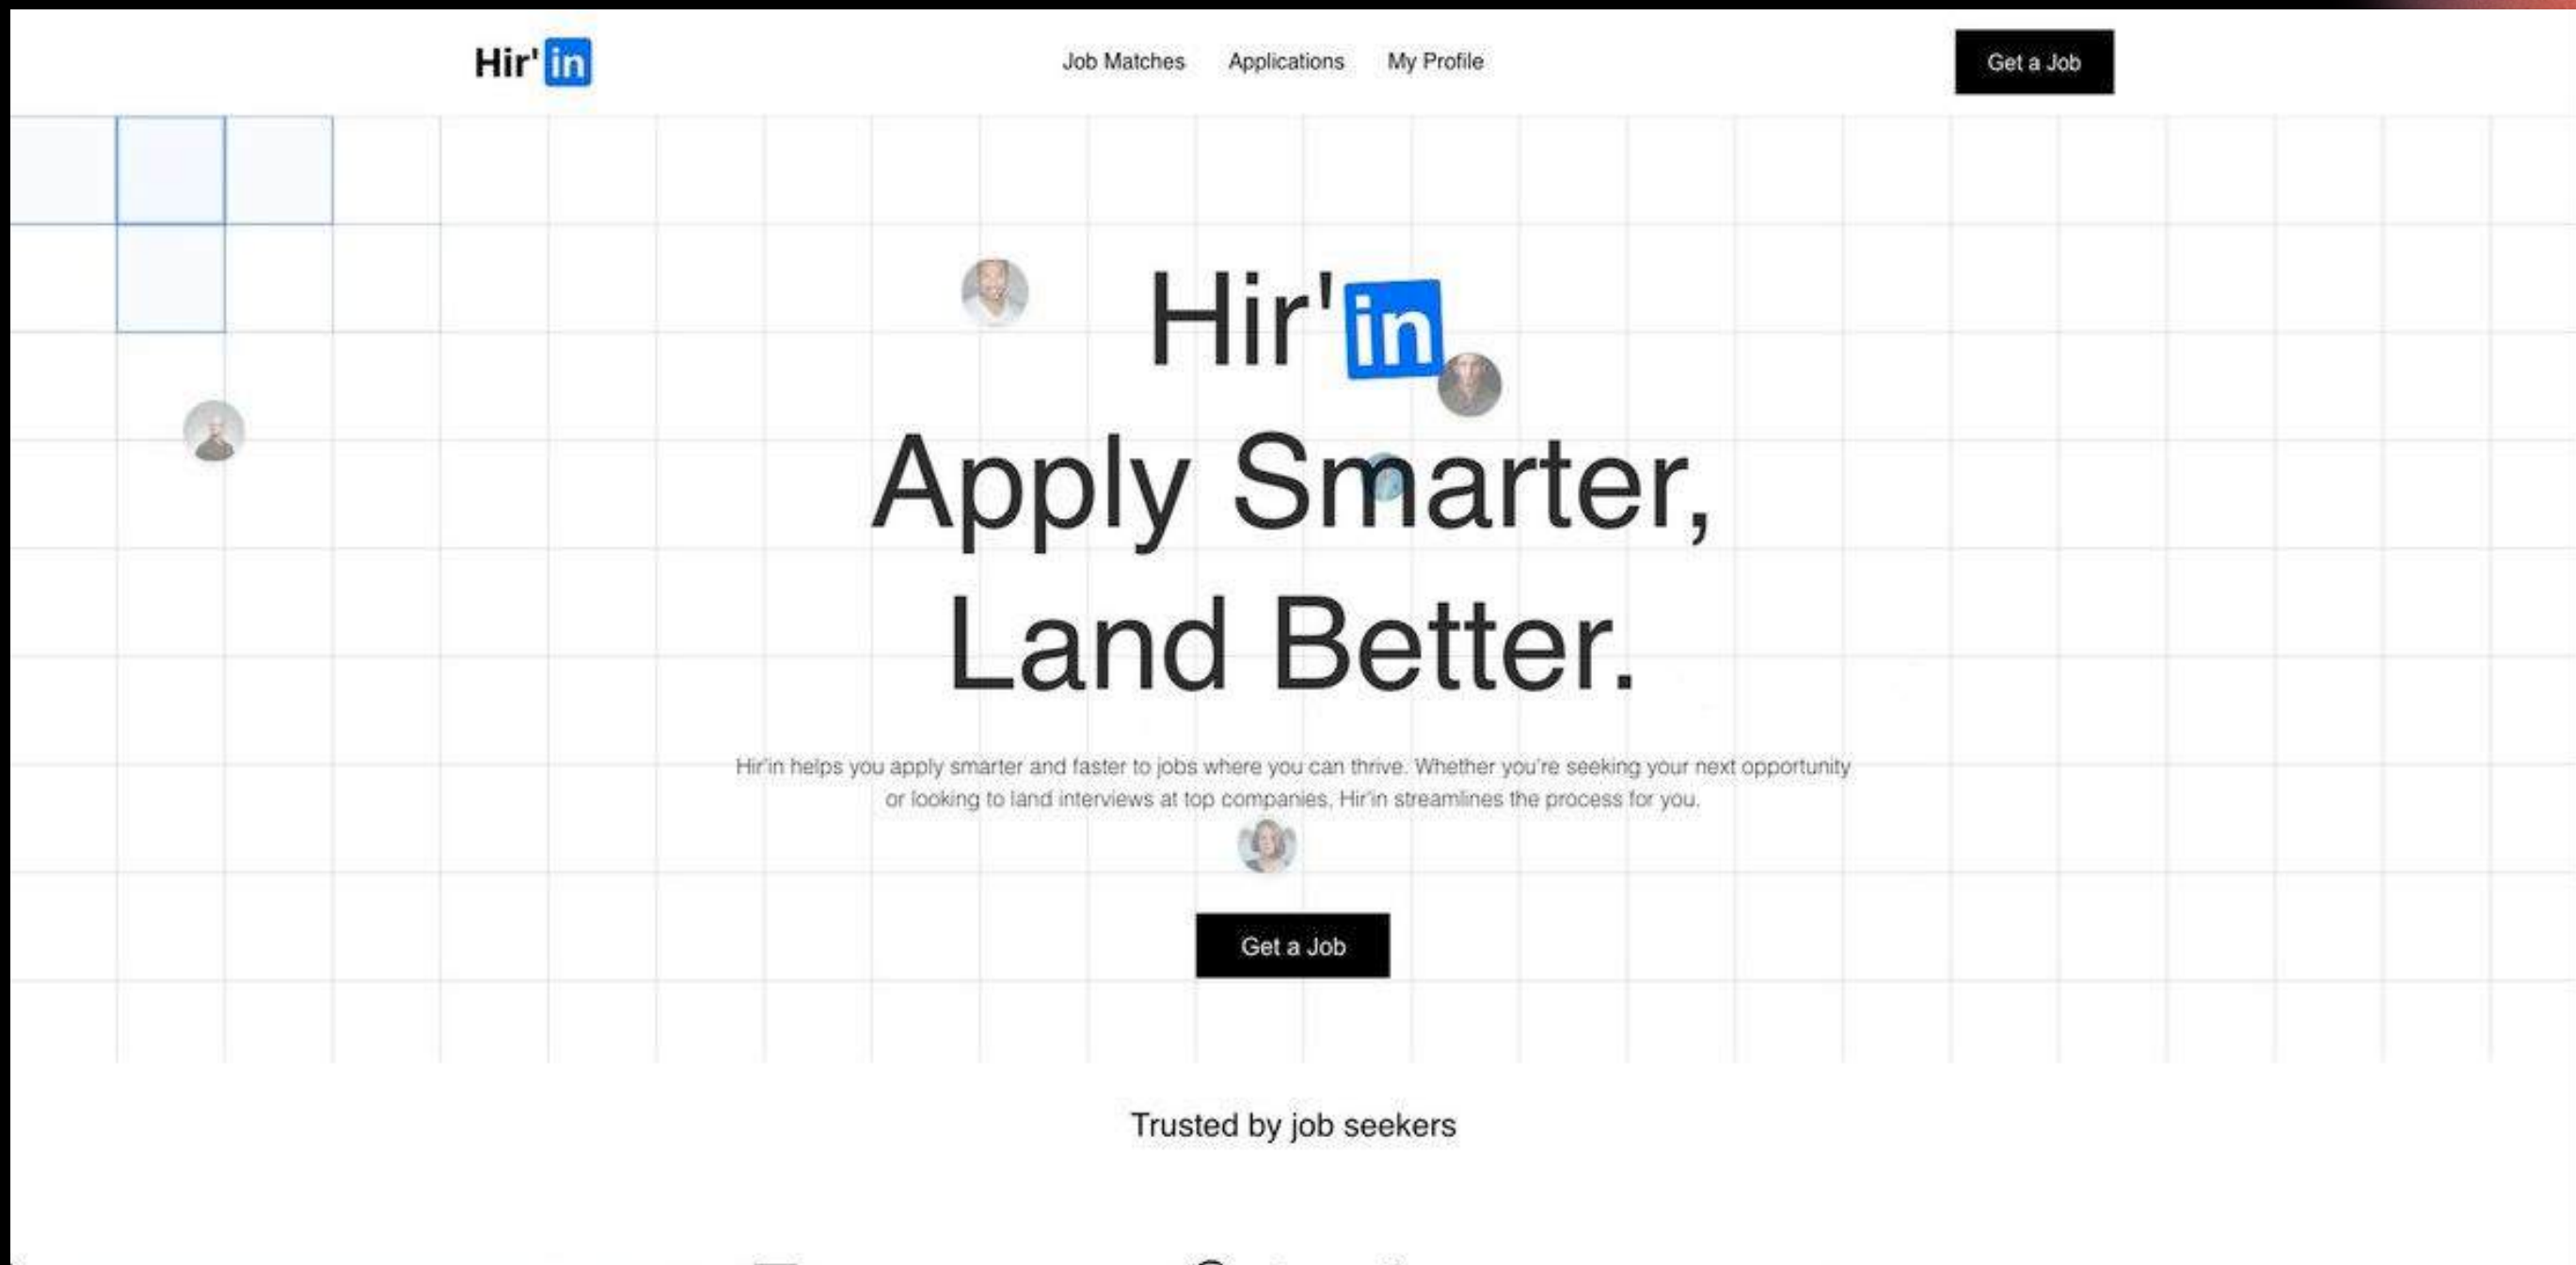 Hir'in
Job Matches
Applications
My Profile
Get a Job
Hir'in
Apply Smarter,
Land Better.
Hir'in helps you apply smarter and faster to jobs where you can thrive. Whether you're seeking your next opportunity
or looking to land interviews at top companies, Hir'in streamlines the process for you.
Get a Job
Trusted by job seekers